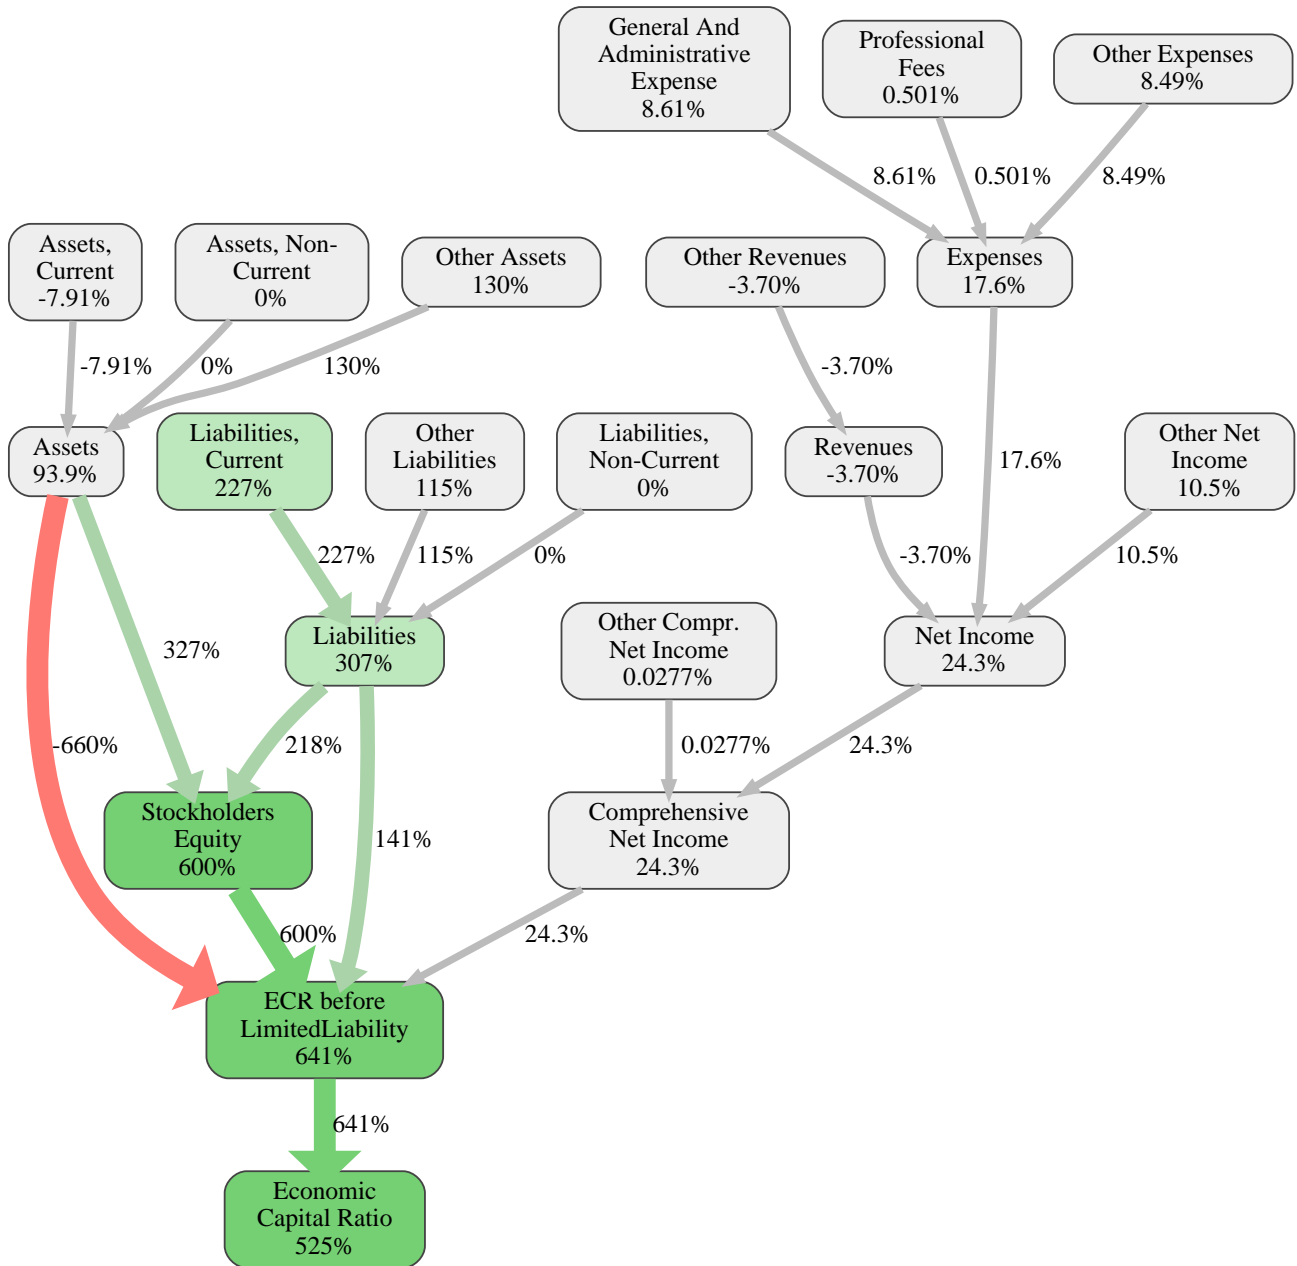 General And
Administrative
Expense
8.61%
Professional
Fees
0.501%
Other Expenses
8.49%
8.61%
0.501%
8.49%
Assets,
Current
-7.91%
Assets, Non-
Current
0%
Other Assets
130%
Other Revenues
-3.70%
Expenses
17.6%
-7.91%
0%
130%
-3.70%
Assets
93.9%
Liabilities,
Current
227%
Other
Liabilities
115%
Liabilities,
Non-Current
0%
Revenues
-3.70%
17.6%
Other Net
Income
10.5%
227%
115%
0%
-3.70%
10.5%
327%
Liabilities
307%
Other Compr.
Net Income
0.0277%
Net Income
24.3%
-660%
218%
0.0277%
24.3%
Stockholders
Equity
600%
141%
Comprehensive
Net Income
24.3%
600%
24.3%
ECR before
LimitedLiability
641%
641%
Economic
Capital Ratio
525%